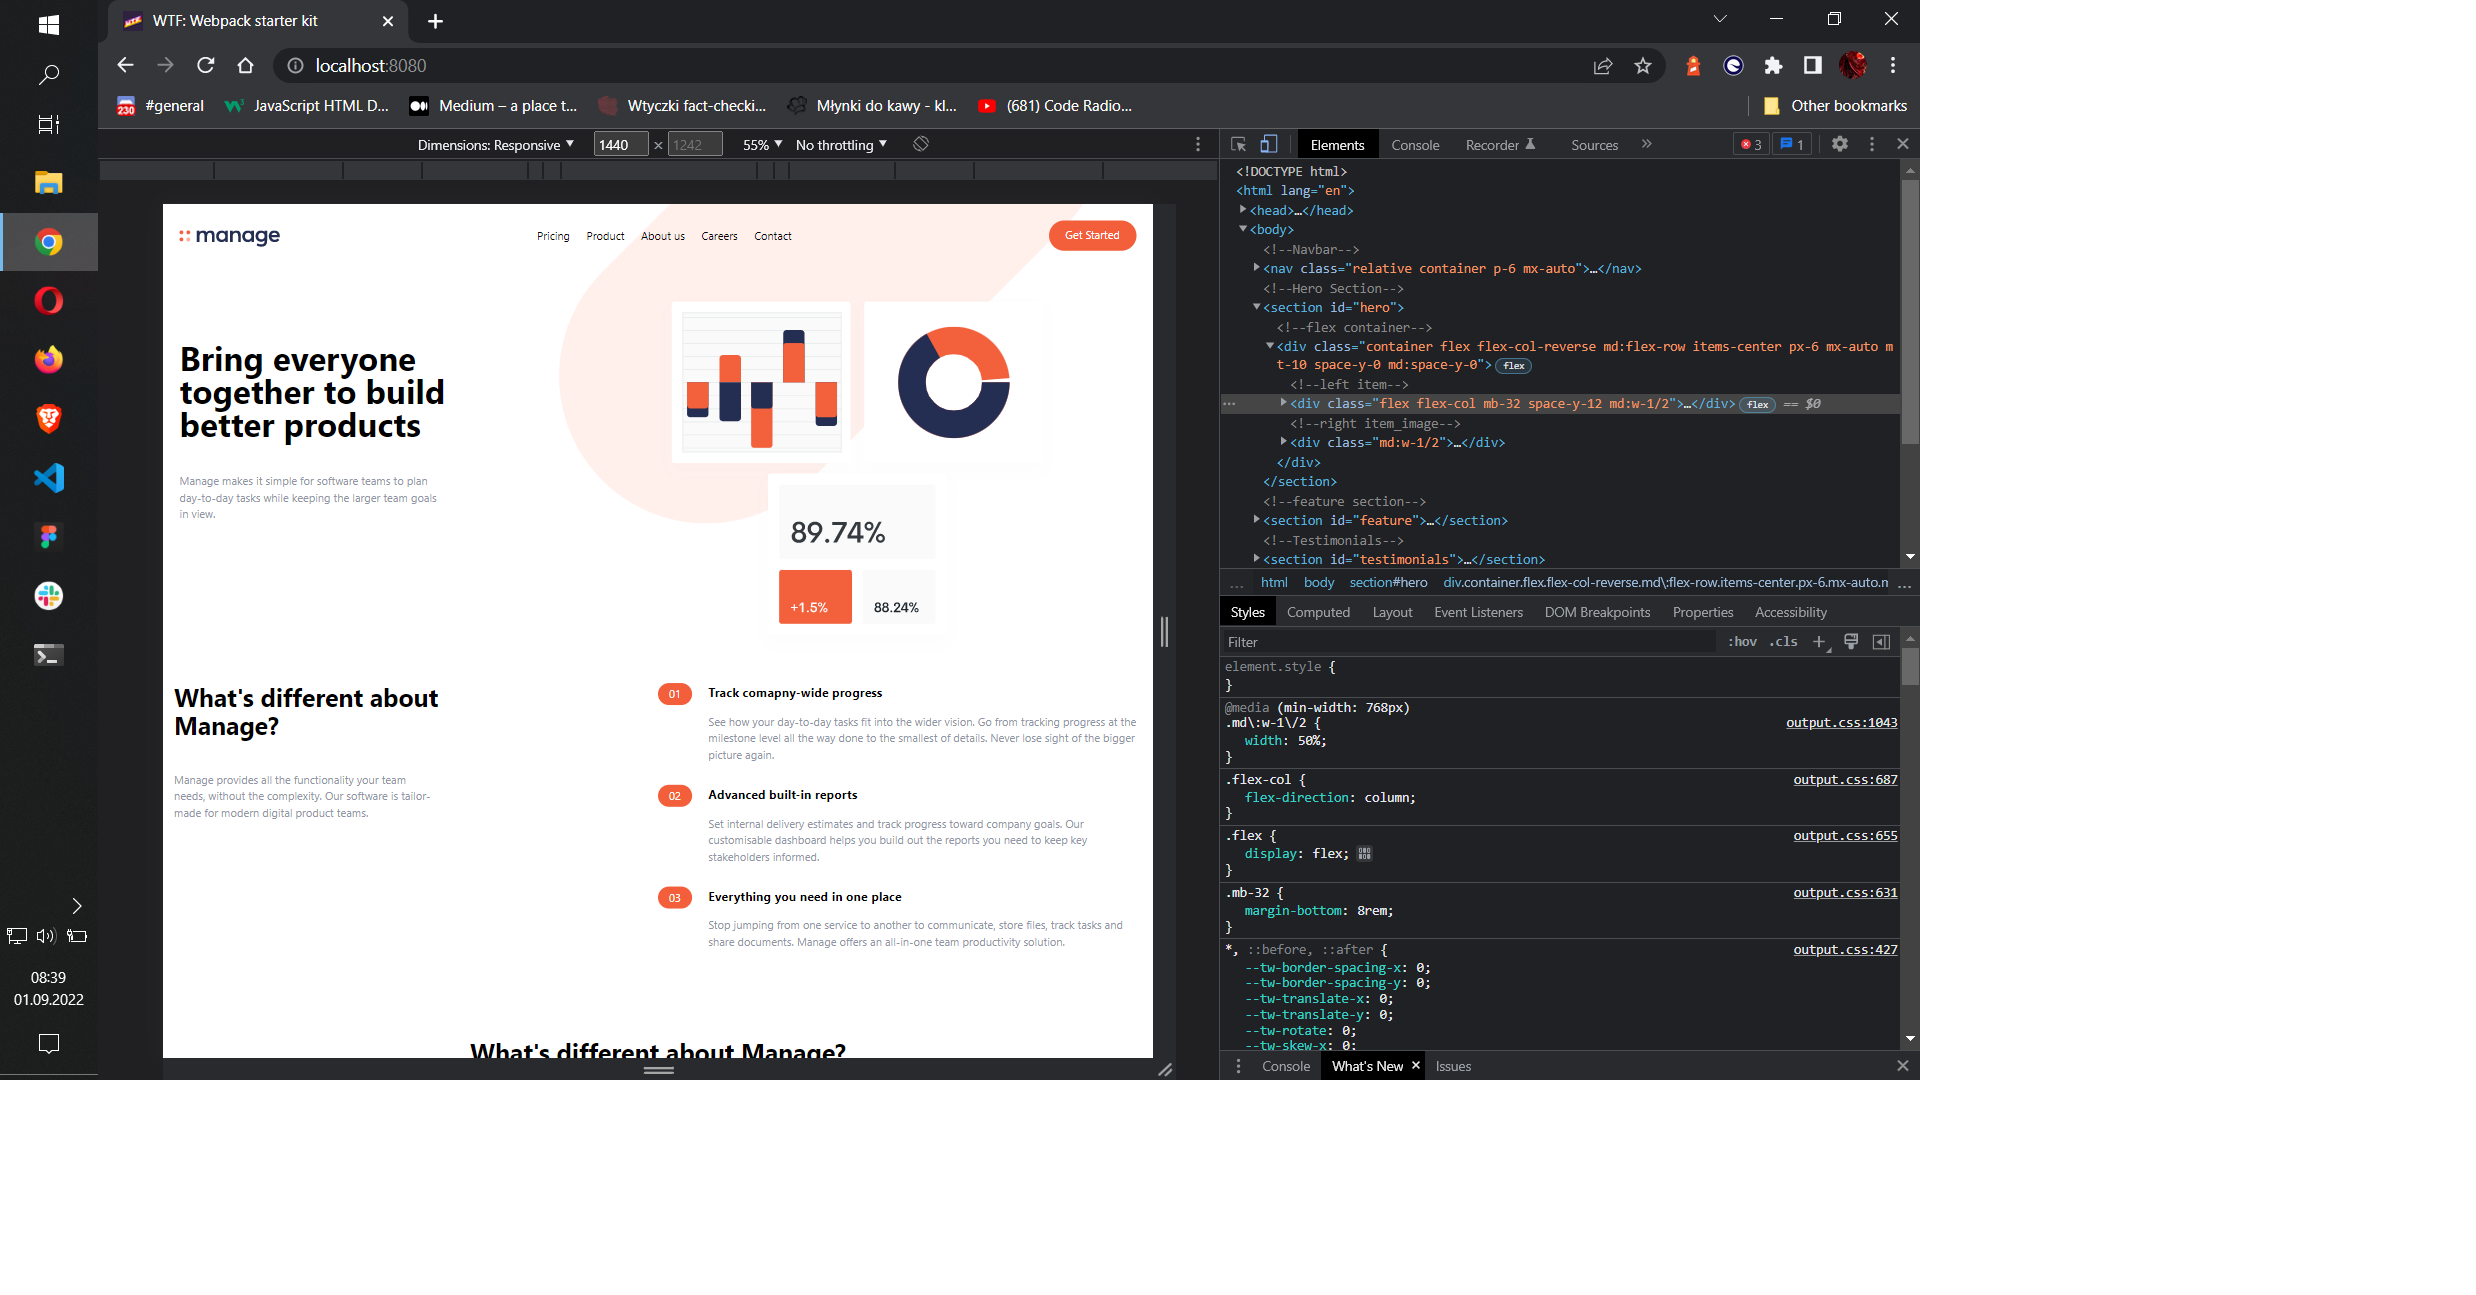 WTF: Webpack starter kit
localhost:8080
230
#general
JavaScript HTML D...
Medium – a place t...
Wtyczki fact-checki...
Młynki do kawy - kl...
(681) Code Radio...
Other bookmarks
Dimensions: Responsive
1440 × 1242
55%
No throttling
manage
Pricing
Product
About us
Careers
Contact
Get Started
Bring everyone
together to build
better products
Manage makes it simple for software teams to plan
day-to-day tasks while keeping the larger team goals
in view.
89.74%
+1.5%
88.24%
What's different about
Manage?
Manage provides all the functionality your team
needs, without the complexity. Our software is tailor-
made for modern digital product teams.
01
Track comapny-wide progress
See how your day-to-day tasks fit into the wider vision. Go from tracking progress at the
milestone level all the way done to the smallest of details. Never lose sight of the bigger
picture again.
02
Advanced built-in reports
Set internal delivery estimates and track progress toward company goals. Our
customisable dashboard helps you build out the reports you need to keep key
stakeholders informed.
03
Everything you need in one place
Stop jumping from one service to another to communicate, store files, track tasks and
share documents. Manage offers an all-in-one team productivity solution.
What's different about Manage?
Elements
Console
Recorder
Sources
»
3
1
<!DOCTYPE html>
<html lang="en">
<head>…</head>
<body>
<!--Navbar-->
<nav class="relative container p-6 mx-auto">…</nav>
<!--Hero Section-->
<section id="hero">
<!--flex container-->
<div class="container flex flex-col-reverse md:flex-row items-center px-6 mx-auto m
t-10 space-y-0 md:space-y-0"> flex
<!--left item-->
<div class="flex flex-col mb-32 space-y-12 md:w-1/2">…</div> flex == $0
<!--right item_image-->
<div class="md:w-1/2">…</div>
</div>
</section>
<!--feature section-->
<section id="feature">…</section>
<!--Testimonials-->
<section id="testimonials">…</section>
... html body section#hero div.container.flex.flex-col-reverse.md\:flex-row.items-center.px-6.mx-auto.m ...
Styles
Computed
Layout
Event Listeners
DOM Breakpoints
Properties
Accessibility
Filter
:hov .cls
element.style {
}
@media (min-width: 768px)
.md\:w-1\/2 { output.css:1043
width: 50%;
}
.flex-col { output.css:687
flex-direction: column;
}
.flex { output.css:655
display: flex;
}
.mb-32 { output.css:631
margin-bottom: 8rem;
}
*, ::before, ::after { output.css:427
--tw-border-spacing-x: 0;
--tw-border-spacing-y: 0;
--tw-translate-x: 0;
--tw-translate-y: 0;
--tw-rotate: 0;
--tw-skew-x: 0;
Console
What's New
Issues
08:39
01.09.2022